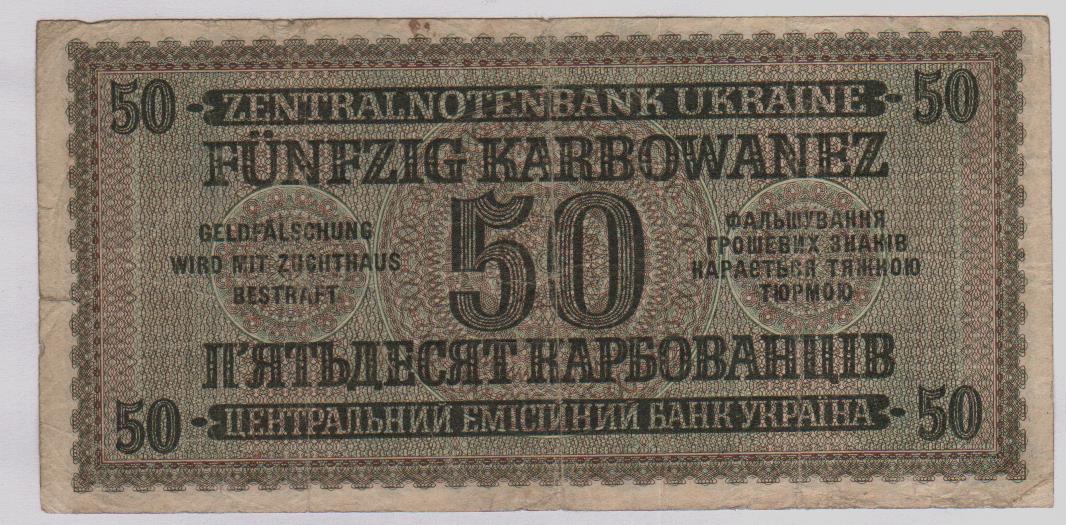 50 ZENTRALNOTENBANK UKRAINE 50
FÜNFZIG KARBOWANEZ
50
GELDFÄLSCHUNG
WIRD MIT ZUCHTHAUS
BESTRAFT
ФАЛЬШУВАННЯ
ГРОШЕВИХ ЗНАКІВ
КАРАЄТЬСЯ ТЯЖКОЮ
ТЮРМОЮ
П'ЯТЬДЕСЯТ КАРБОВАНЦІВ
50 ЦЕНТРАЛЬНИЙ ЕМІСІЙНИЙ БАНК УКРАЇНА 50